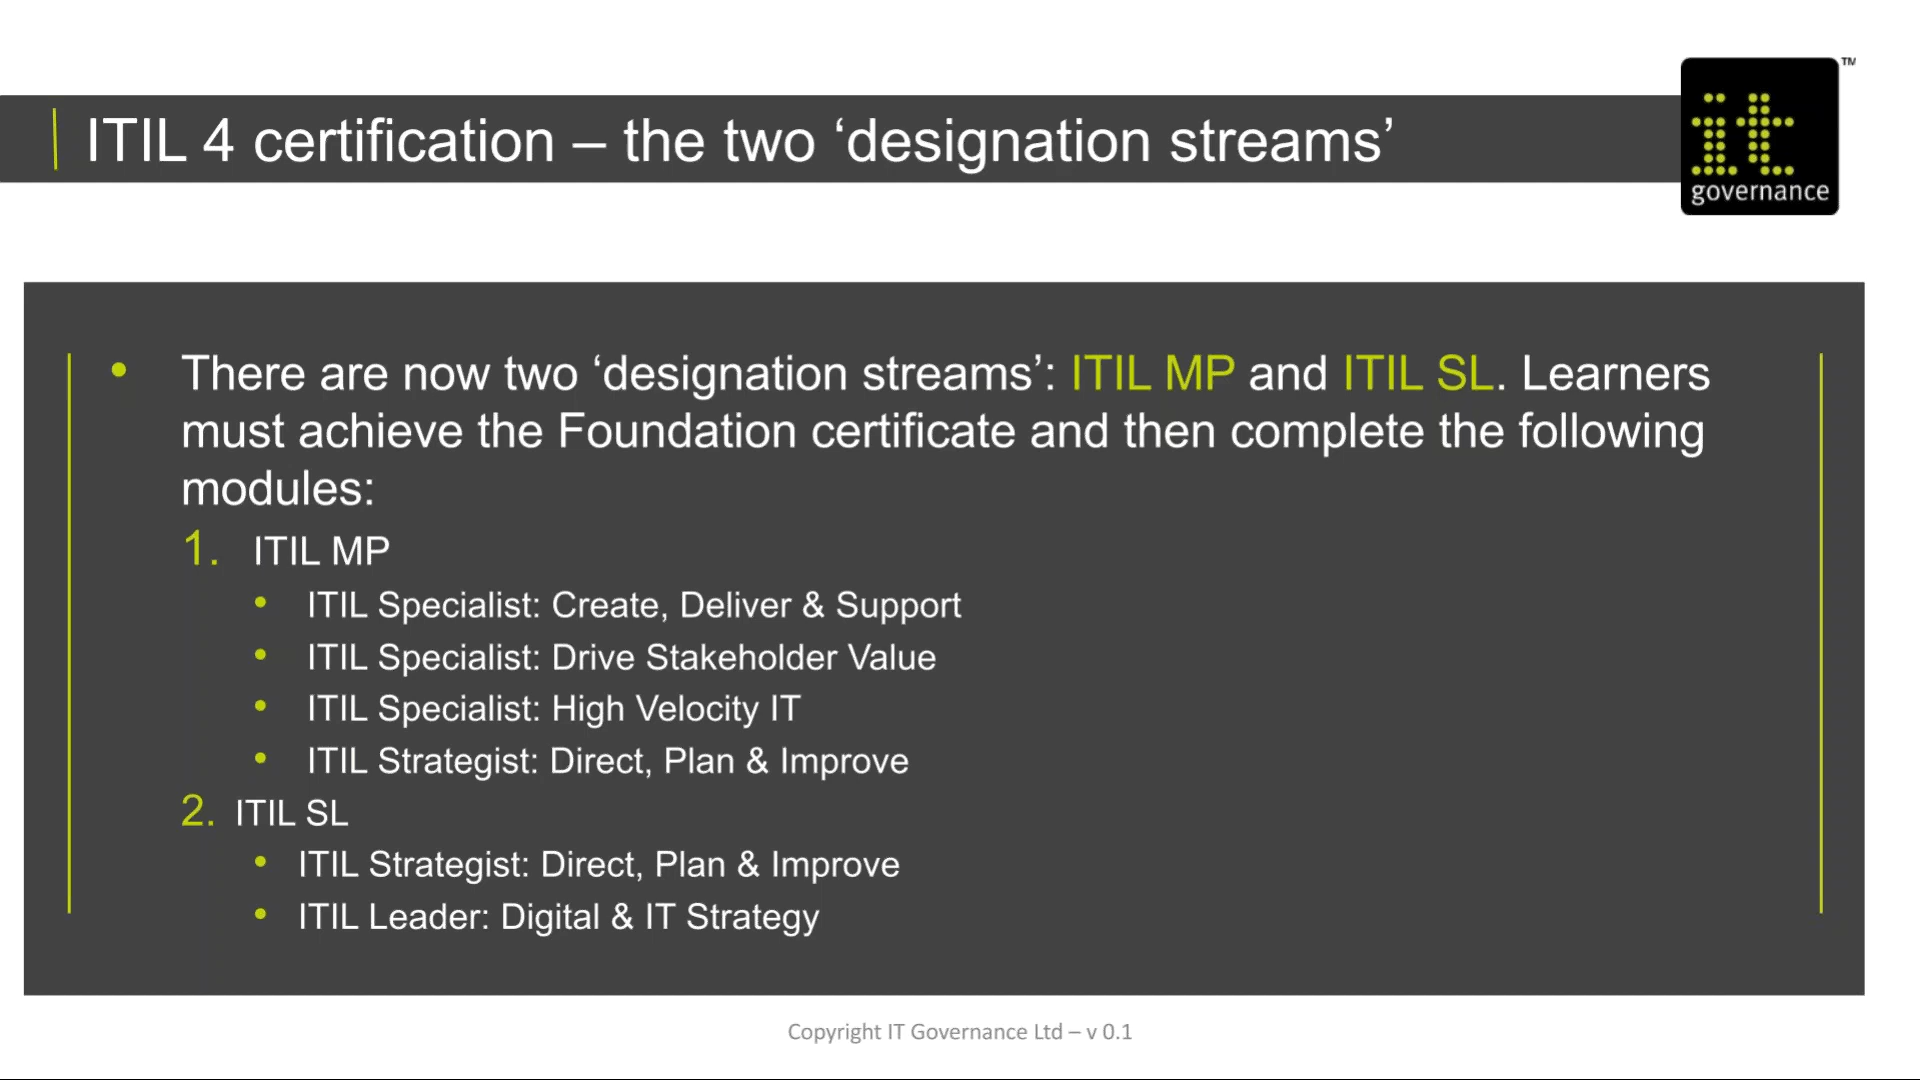 TM
ITIL 4 certification – the two ‘designation streams’
it
governance
• There are now two ‘designation streams’: ITIL MP and ITIL SL. Learners
must achieve the Foundation certificate and then complete the following
modules:
1. ITIL MP
• ITIL Specialist: Create, Deliver & Support
• ITIL Specialist: Drive Stakeholder Value
• ITIL Specialist: High Velocity IT
• ITIL Strategist: Direct, Plan & Improve
2. ITIL SL
• ITIL Strategist: Direct, Plan & Improve
• ITIL Leader: Digital & IT Strategy
Copyright IT Governance Ltd – v 0.1